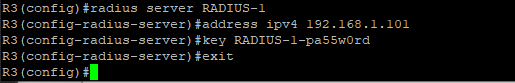 R3(config)#radius server RADIUS-1
R3(config-radius-server)#address ipv4 192.168.1.101
R3(config-radius-server)#key RADIUS-1-pa55w0rd
R3(config-radius-server)#exit
R3(config)#